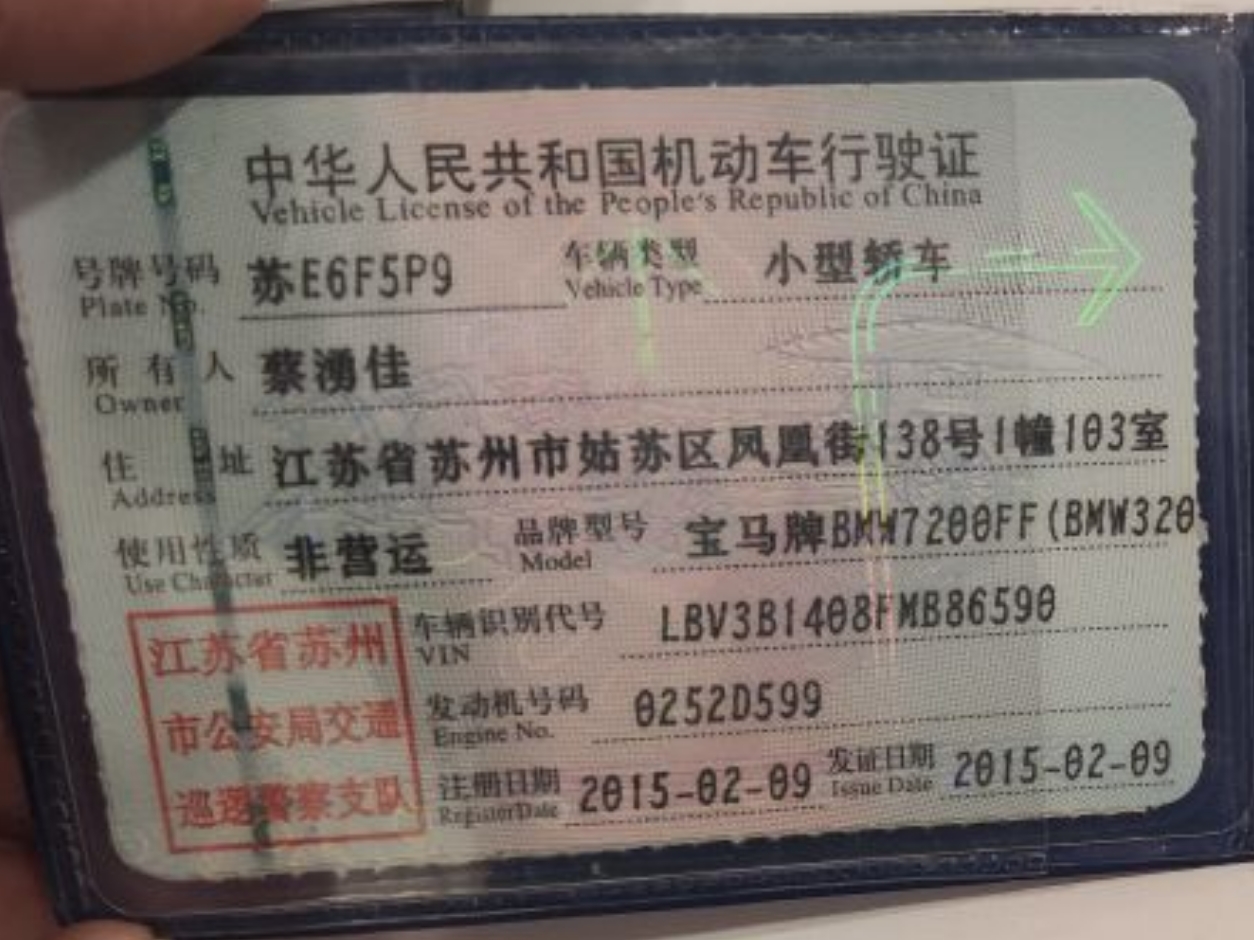 中华人民共和国机动车行驶证
Vehicle License of the People's Republic of China
号牌号码 苏E6F5P9 车辆类型 小型轿车
Plate No. Vehicle Type
所有人 蔡湧佳
Owner
住址 江苏省苏州市姑苏区凤凰街138号1幢103室
Address
使用性质 非营运 品牌型号 宝马牌BMW7200FF(BMW320
Use Character Model
江苏省苏州 车辆识别代号 LBV3B1408FMB86590
VIN
市公安局交通 发动机号码 0252D599
Engine No.
巡逻警察支队 注册日期 2015-02-09 发证日期 2015-02-09
Register Date Issue Date